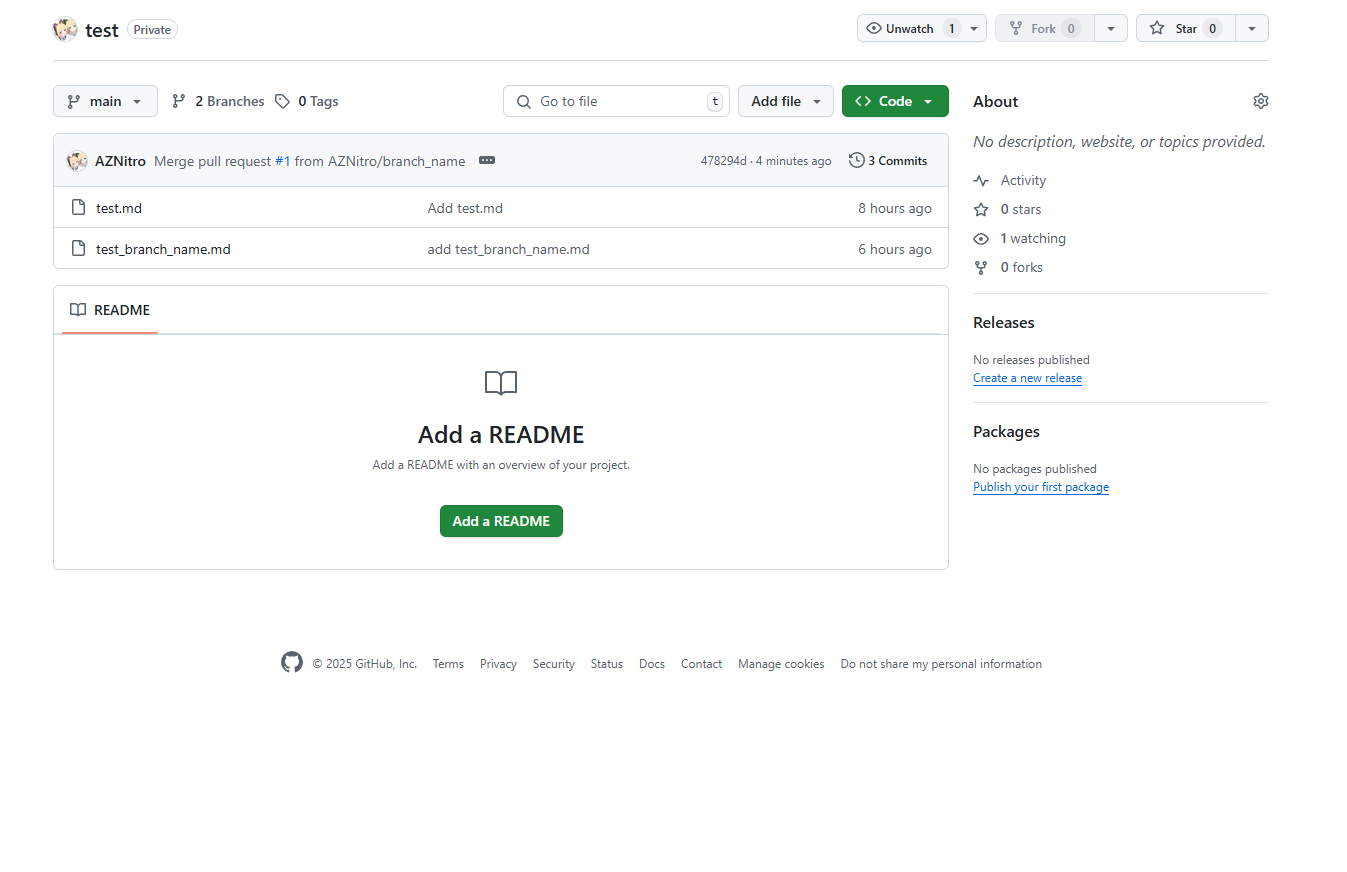 test Private Unwatch 1 Fork 0 Star 0
main 2 Branches 0 Tags Go to file t Add file Code
AZNitro Merge pull request #1 from AZNitro/branch_name 478294d · 4 minutes ago 3 Commits
test.md Add test.md 8 hours ago
test_branch_name.md add test_branch_name.md 6 hours ago
README
Add a README
Add a README with an overview of your project.
Add a README
About
No description, website, or topics provided.
Activity
0 stars
1 watching
0 forks
Releases
No releases published
Create a new release
Packages
No packages published
Publish your first package
© 2025 GitHub, Inc. Terms Privacy Security Status Docs Contact Manage cookies Do not share my personal information